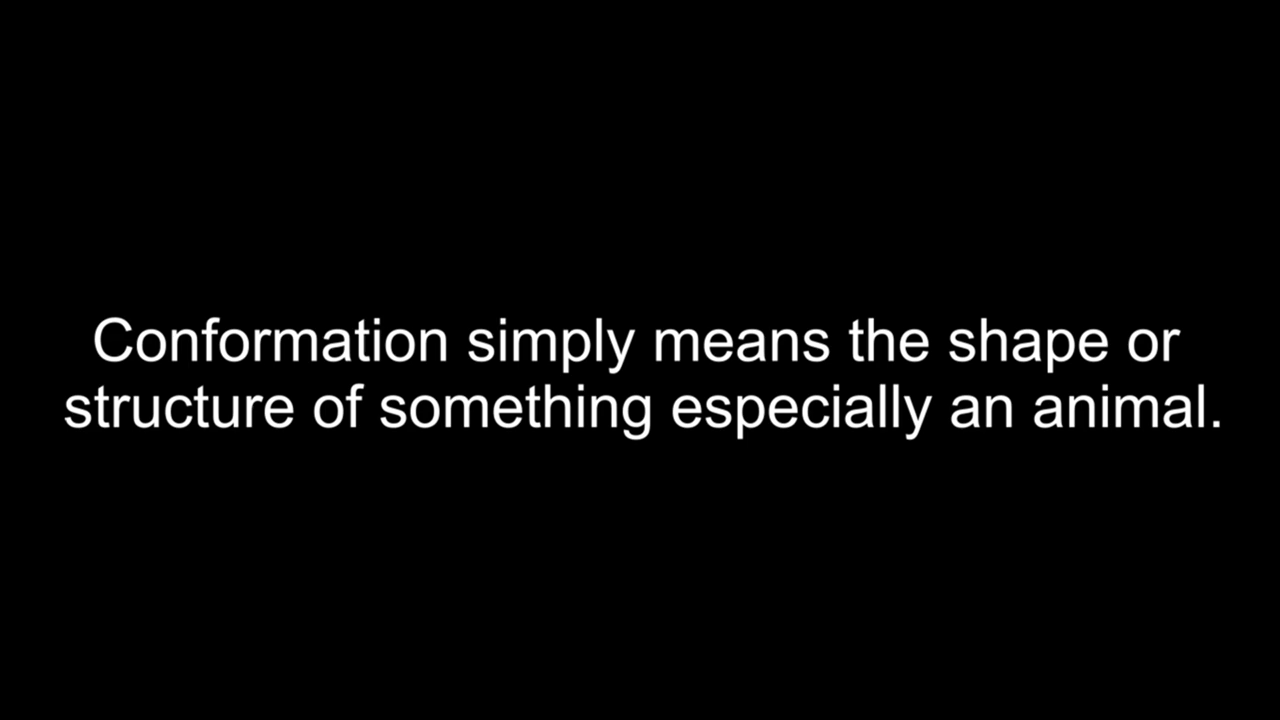 Conformation simply means the shape or
structure of something especially an animal.